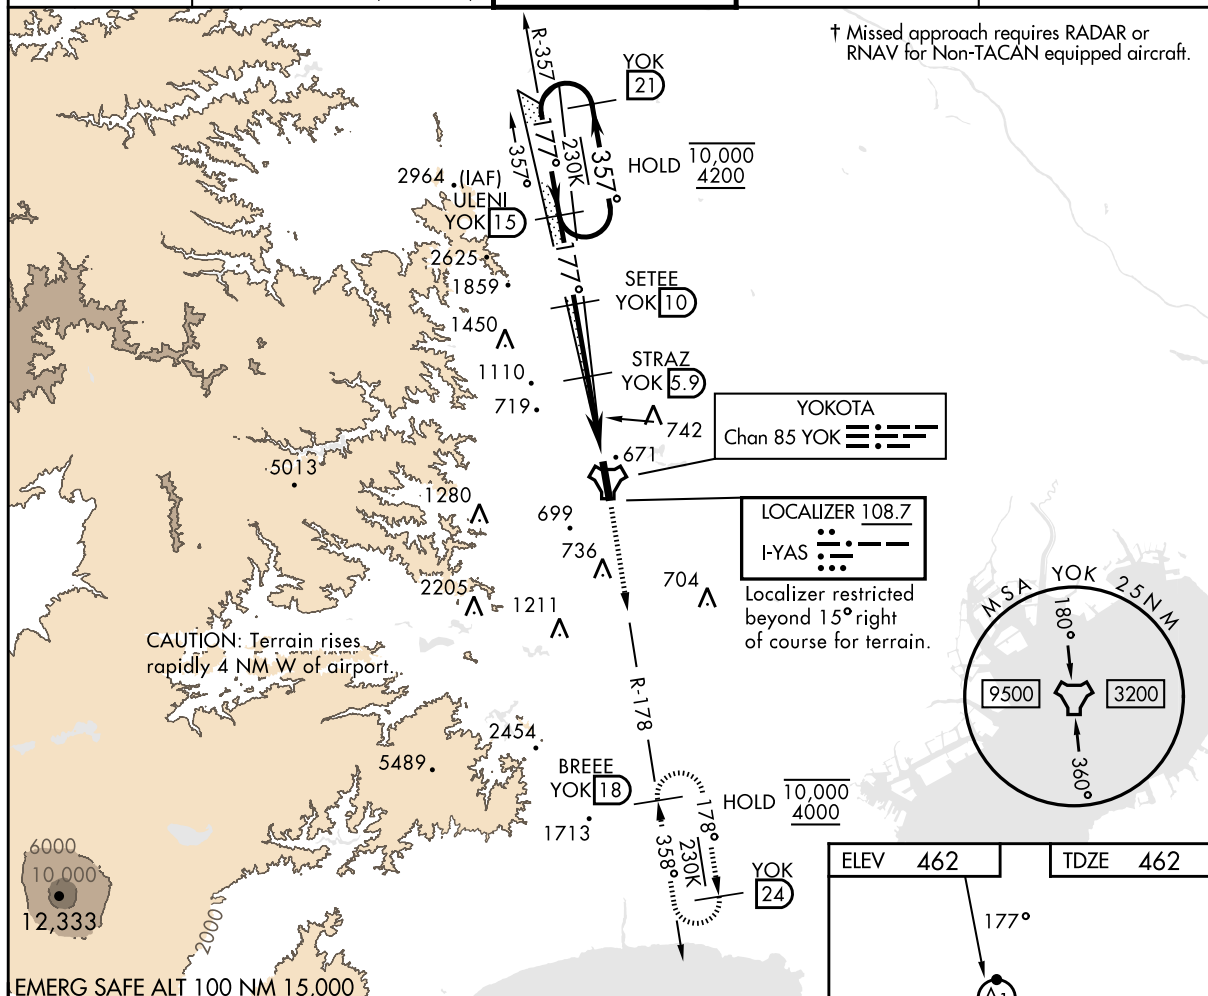 † Missed approach requires RADAR or
RNAV for Non-TACAN equipped aircraft.
R-357
YOK
21
177°
230K
357°
357°
HOLD 10,000
4200
2964 (IAF)
ULENI
YOK 15
2625
1859
177°
SETEE
YOK 10
1450
STRAZ
YOK 5.9
1110
719
742
YOKOTA
Chan 85 YOK
671
5013
1280
699
736
LOCALIZER 108.7
I-YAS
Localizer restricted
beyond 15° right
of course for terrain.
704
2205
1211
CAUTION: Terrain rises
rapidly 4 NM W of airport.
MSA YOK 25NM
180°
9500
3200
360°
R-178
2454
5489
BREEE
YOK 18
1713
HOLD 10,000
4000
178°
230K
358°
YOK
24
6000
10,000
12,333
2000
ELEV 462
TDZE 462
177°
EMERG SAFE ALT 100 NM 15,000